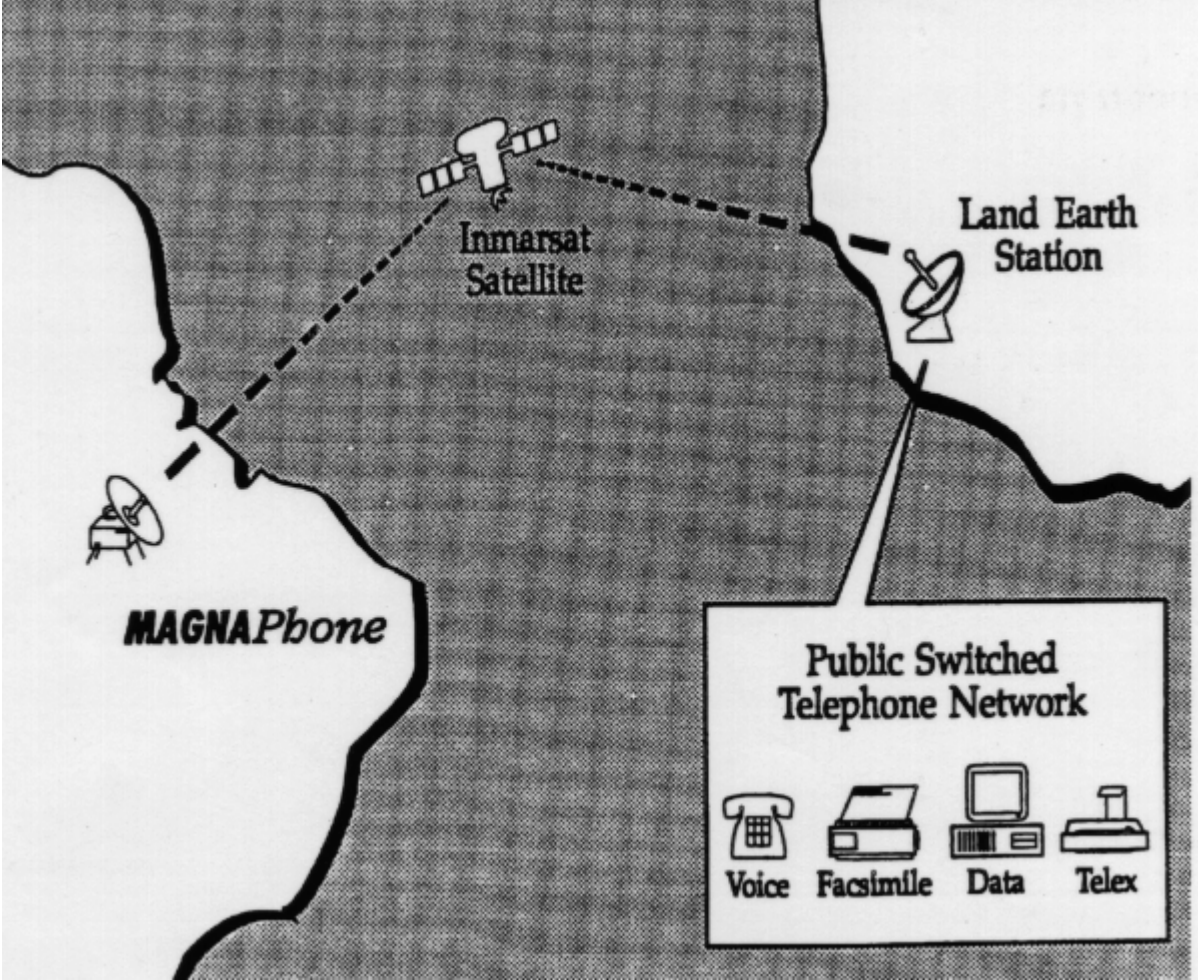 Inmarsat
Satellite
Land Earth
Station
MAGNAPhone
Public Switched
Telephone Network
Voice
Facsimile
Data
Telex